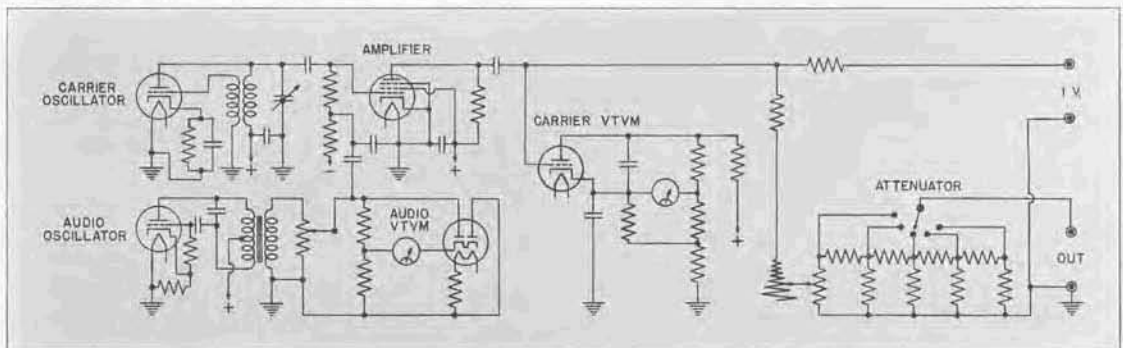 AMPLIFIER
CARRIER
OSCILLATOR
CARRIER VTVM
1 V.
ATTENUATOR
AUDIO
OSCILLATOR
AUDIO
VTVM
OUT